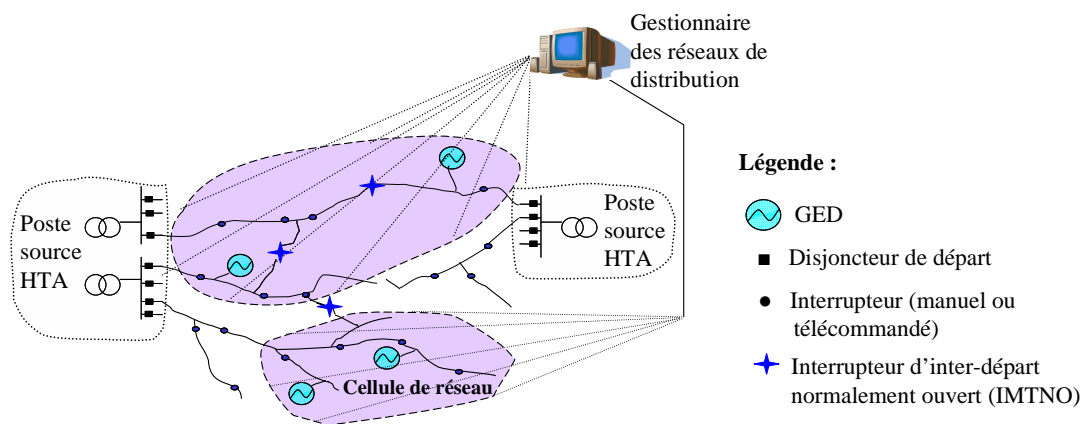 Gestionnaire
des réseaux de
distribution
Poste
source
HTA
Poste
source
HTA
Cellule de réseau
Légende :
GED
Disjoncteur de départ
Interrupteur (manuel ou
télécommandé)
Interrupteur d'inter-départ
normalement ouvert (IMTNO)